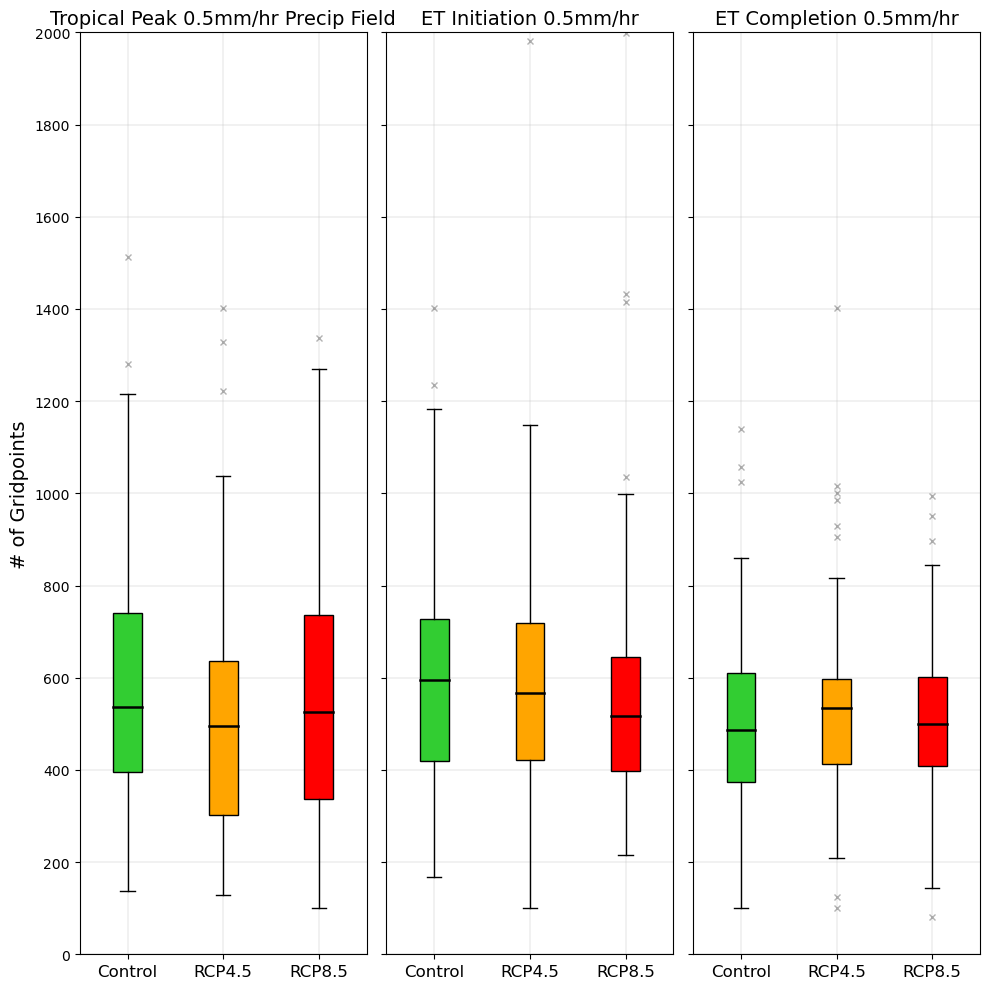 Tropical Peak 0.5mm/hr Precip Field
ET Initiation 0.5mm/hr
ET Completion 0.5mm/hr
# of Gridpoints
2000
1800
1600
1400
1200
1000
800
600
400
200
0
Control RCP4.5 RCP8.5
Control RCP4.5 RCP8.5
Control RCP4.5 RCP8.5